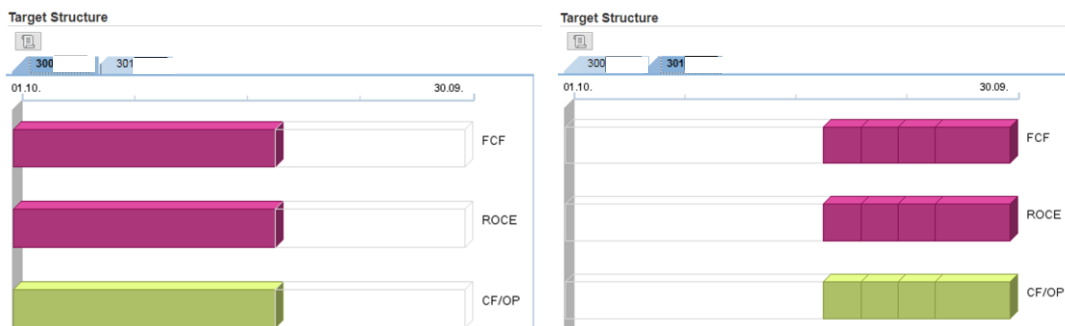 Target Structure
300 301
01.10. 30.09.
FCF
ROCE
CF/OP
Target Structure
300 301
01.10. 30.09.
FCF
ROCE
CF/OP